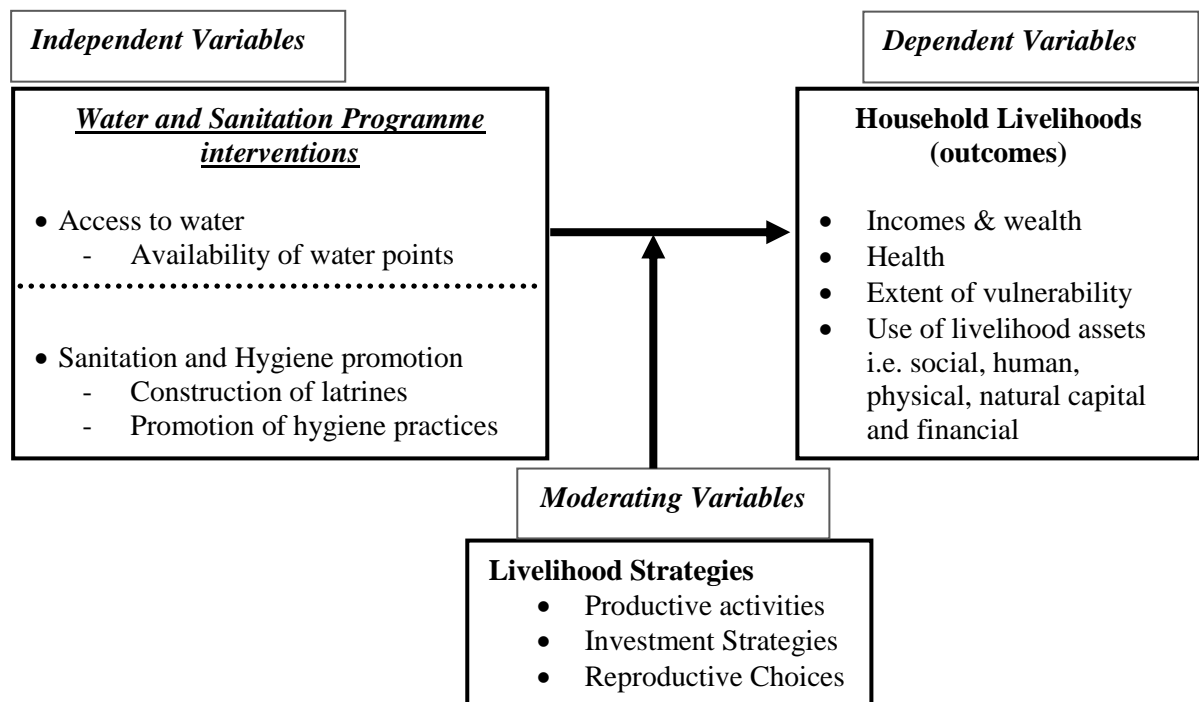 Independent Variables
Dependent Variables
Water and Sanitation Programme
interventions
• Access to water
- Availability of water points
• Sanitation and Hygiene promotion
- Construction of latrines
- Promotion of hygiene practices
Household Livelihoods
(outcomes)
• Incomes & wealth
• Health
• Extent of vulnerability
• Use of livelihood assets
i.e. social, human,
physical, natural capital
and financial
Moderating Variables
Livelihood Strategies
• Productive activities
• Investment Strategies
• Reproductive Choices